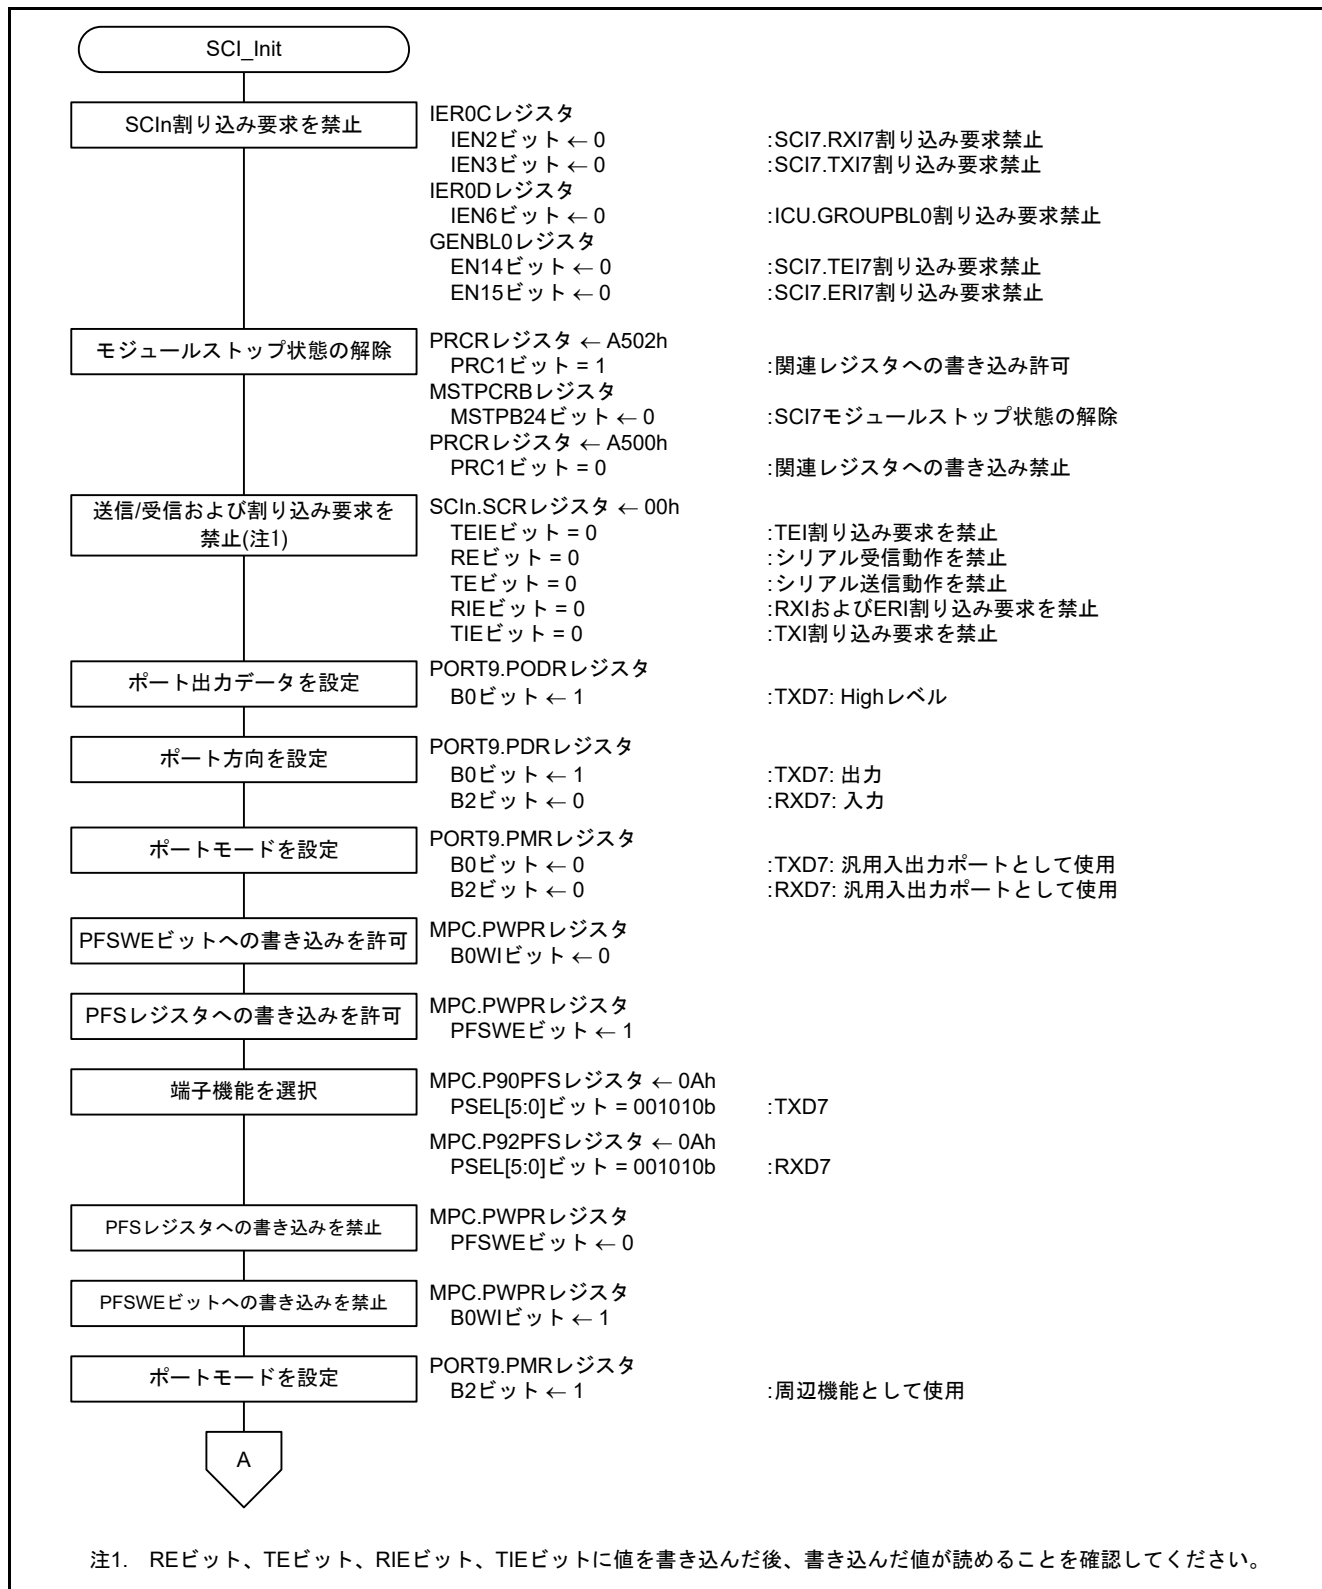 SCI_Init
SCIn割り込み要求を禁止
IER0Cレジスタ
IEN2ビット ← 0 :SCI7.RXI7割り込み要求禁止
IEN3ビット ← 0 :SCI7.TXI7割り込み要求禁止
IER0Dレジスタ
IEN6ビット ← 0 :ICU.GROUPBL0割り込み要求禁止
GENBL0レジスタ
EN14ビット ← 0 :SCI7.TEI7割り込み要求禁止
EN15ビット ← 0 :SCI7.ERI7割り込み要求禁止
モジュールストップ状態の解除
PRCRレジスタ ← A502h
PRC1ビット = 1 :関連レジスタへの書き込み許可
MSTPCRBレジスタ
MSTPB24ビット ← 0 :SCI7モジュールストップ状態の解除
PRCRレジスタ ← A500h
PRC1ビット = 0 :関連レジスタへの書き込み禁止
送信/受信および割り込み要求を
禁止(注1)
SCIn.SCRレジスタ ← 00h
TEIEビット = 0 :TEI割り込み要求を禁止
REビット = 0 :シリアル受信動作を禁止
TEビット = 0 :シリアル送信動作を禁止
RIEビット = 0 :RXIおよびERI割り込み要求を禁止
TIEビット = 0 :TXI割り込み要求を禁止
ポート出力データを設定
PORT9.PODRレジスタ
B0ビット ← 1 :TXD7: Highレベル
ポート方向を設定
PORT9.PDRレジスタ
B0ビット ← 1 :TXD7: 出力
B2ビット ← 0 :RXD7: 入力
ポートモードを設定
PORT9.PMRレジスタ
B0ビット ← 0 :TXD7: 汎用入出力ポートとして使用
B2ビット ← 0 :RXD7: 汎用入出力ポートとして使用
PFSWEビットへの書き込みを許可
MPC.PWPRレジスタ
B0WIビット ← 0
PFSレジスタへの書き込みを許可
MPC.PWPRレジスタ
PFSWEビット ← 1
端子機能を選択
MPC.P90PFSレジスタ ← 0Ah
PSEL[5:0]ビット = 001010b :TXD7
MPC.P92PFSレジスタ ← 0Ah
PSEL[5:0]ビット = 001010b :RXD7
PFSレジスタへの書き込みを禁止
MPC.PWPRレジスタ
PFSWEビット ← 0
PFSWEビットへの書き込みを禁止
MPC.PWPRレジスタ
B0WIビット ← 1
ポートモードを設定
PORT9.PMRレジスタ
B2ビット ← 1 :周辺機能として使用
A
注1. REビット、TEビット、RIEビット、TIEビットに値を書き込んだ後、書き込んだ値が読めることを確認してください。